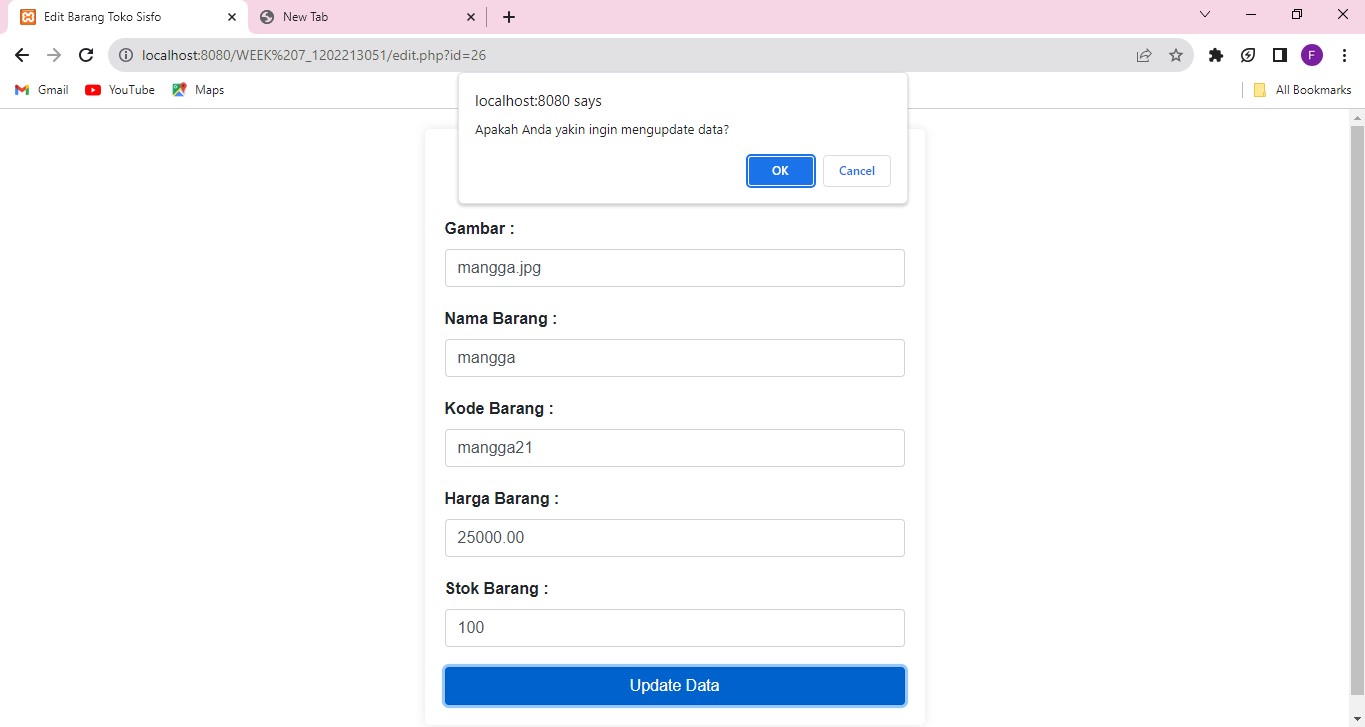 Edit Barang Toko Sisfo
New Tab
localhost:8080/WEEK%207_1202213051/edit.php?id=26
F
Gmail
YouTube
Maps
All Bookmarks
localhost:8080 says
Apakah Anda yakin ingin mengupdate data?
OK
Cancel
Gambar :
mangga.jpg
Nama Barang :
mangga
Kode Barang :
mangga21
Harga Barang :
25000.00
Stok Barang :
100
Update Data